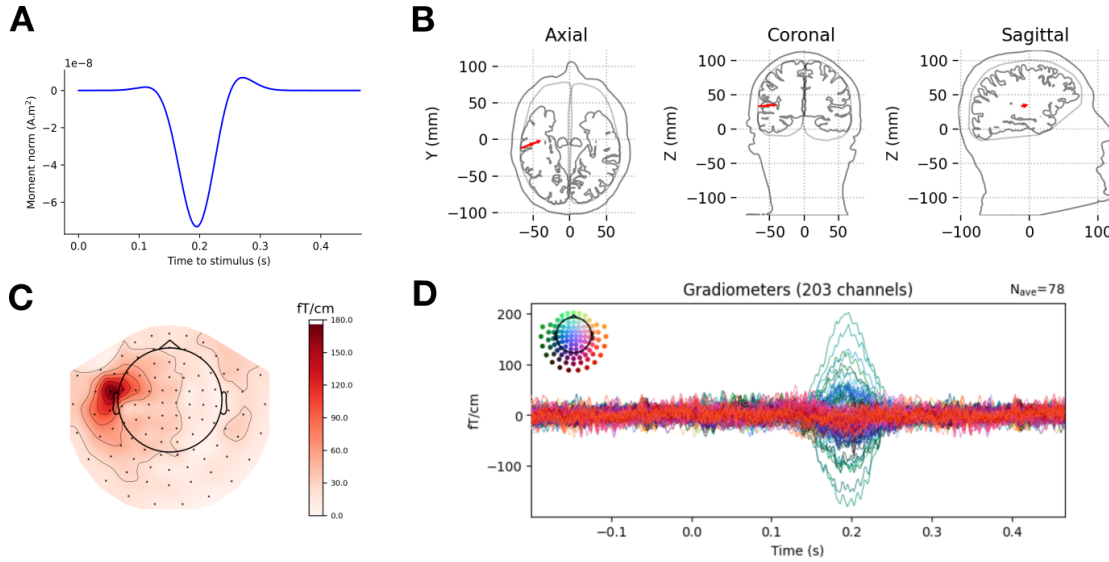 A
1e−8
Moment norm (A.m²)
0
−2
−4
−6
0.0 0.1 0.2 0.3 0.4
Time to stimulus (s)
B
Axial
Y (mm)
100
50
0
−50
−100
−50 0 50
Coronal
Z (mm)
100
50
0
−50
−100
−50 0 50
Sagittal
Z (mm)
100
50
0
−50
−100
−100 0 100
C
fT/cm
180.0
150.0
120.0
90.0
60.0
30.0
0.0
D
Gradiometers (203 channels)
Nave=78
fT/cm
200
100
0
−100
−0.1 0.0 0.1 0.2 0.3 0.4
Time (s)